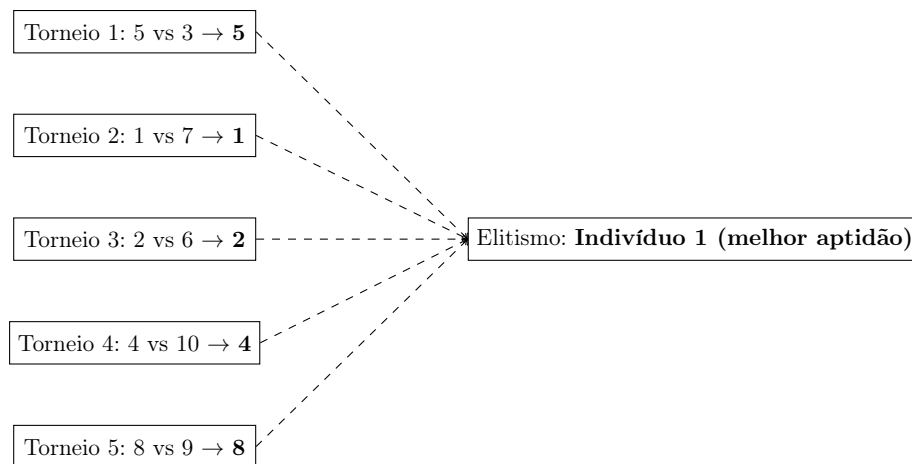 Torneio 1: 5 vs 3 → 5
Torneio 2: 1 vs 7 → 1
Torneio 3: 2 vs 6 → 2
Elitismo: Indivíduo 1 (melhor aptidão)
Torneio 4: 4 vs 10 → 4
Torneio 5: 8 vs 9 → 8